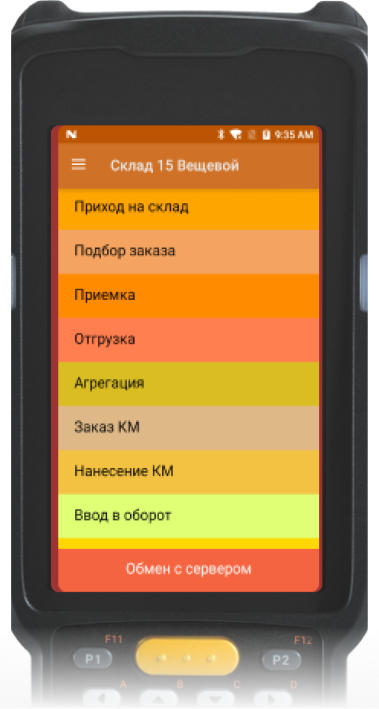 N 9:35 AM
Склад 15 Вещевой
Приход на склад
Подбор заказа
Приемка
Отгрузка
Агрегация
Заказ КМ
Нанесение КМ
Ввод в оборот
Обмен с сервером
F11 F12
P1 P2
A B C D